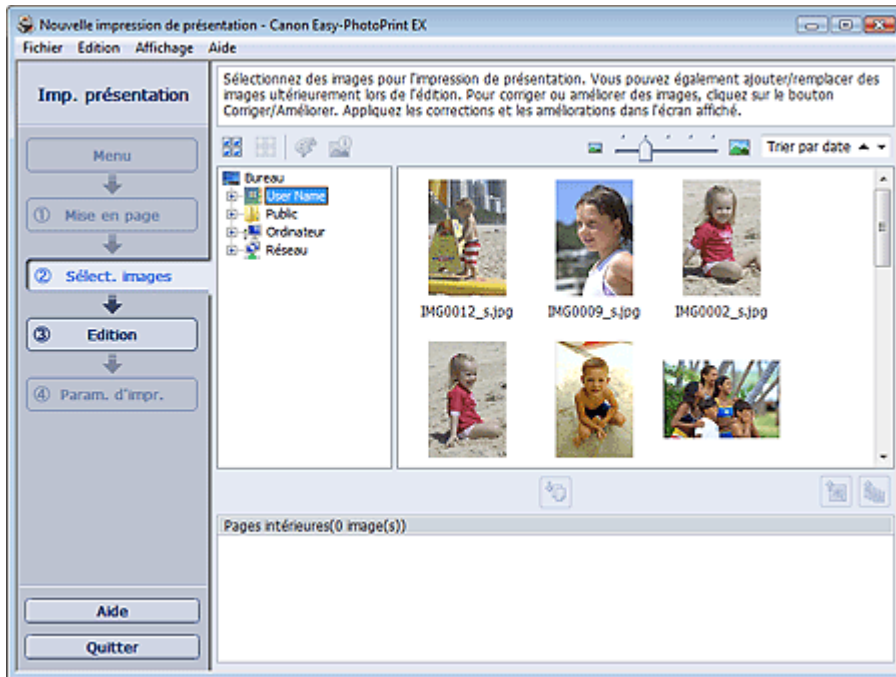 Nouvelle impression de présentation - Canon Easy-PhotoPrint EX
Fichier Edition Affichage Aide
Imp. présentation
Sélectionnez des images pour l'impression de présentation. Vous pouvez également ajouter/remplacer des
images ultérieurement lors de l'édition. Pour corriger ou améliorer des images, cliquez sur le bouton
Corriger/Améliorer. Appliquez les corrections et les améliorations dans l'écran affiché.
Menu
① Mise en page
② Sélect. images
③ Edition
④ Param. d'impr.
Trier par date
Bureau
User Name
Public
Ordinateur
Réseau
IMG0012_s.jpg IMG0009_s.jpg IMG0002_s.jpg
Pages intérieures(0 image(s))
Aide
Quitter